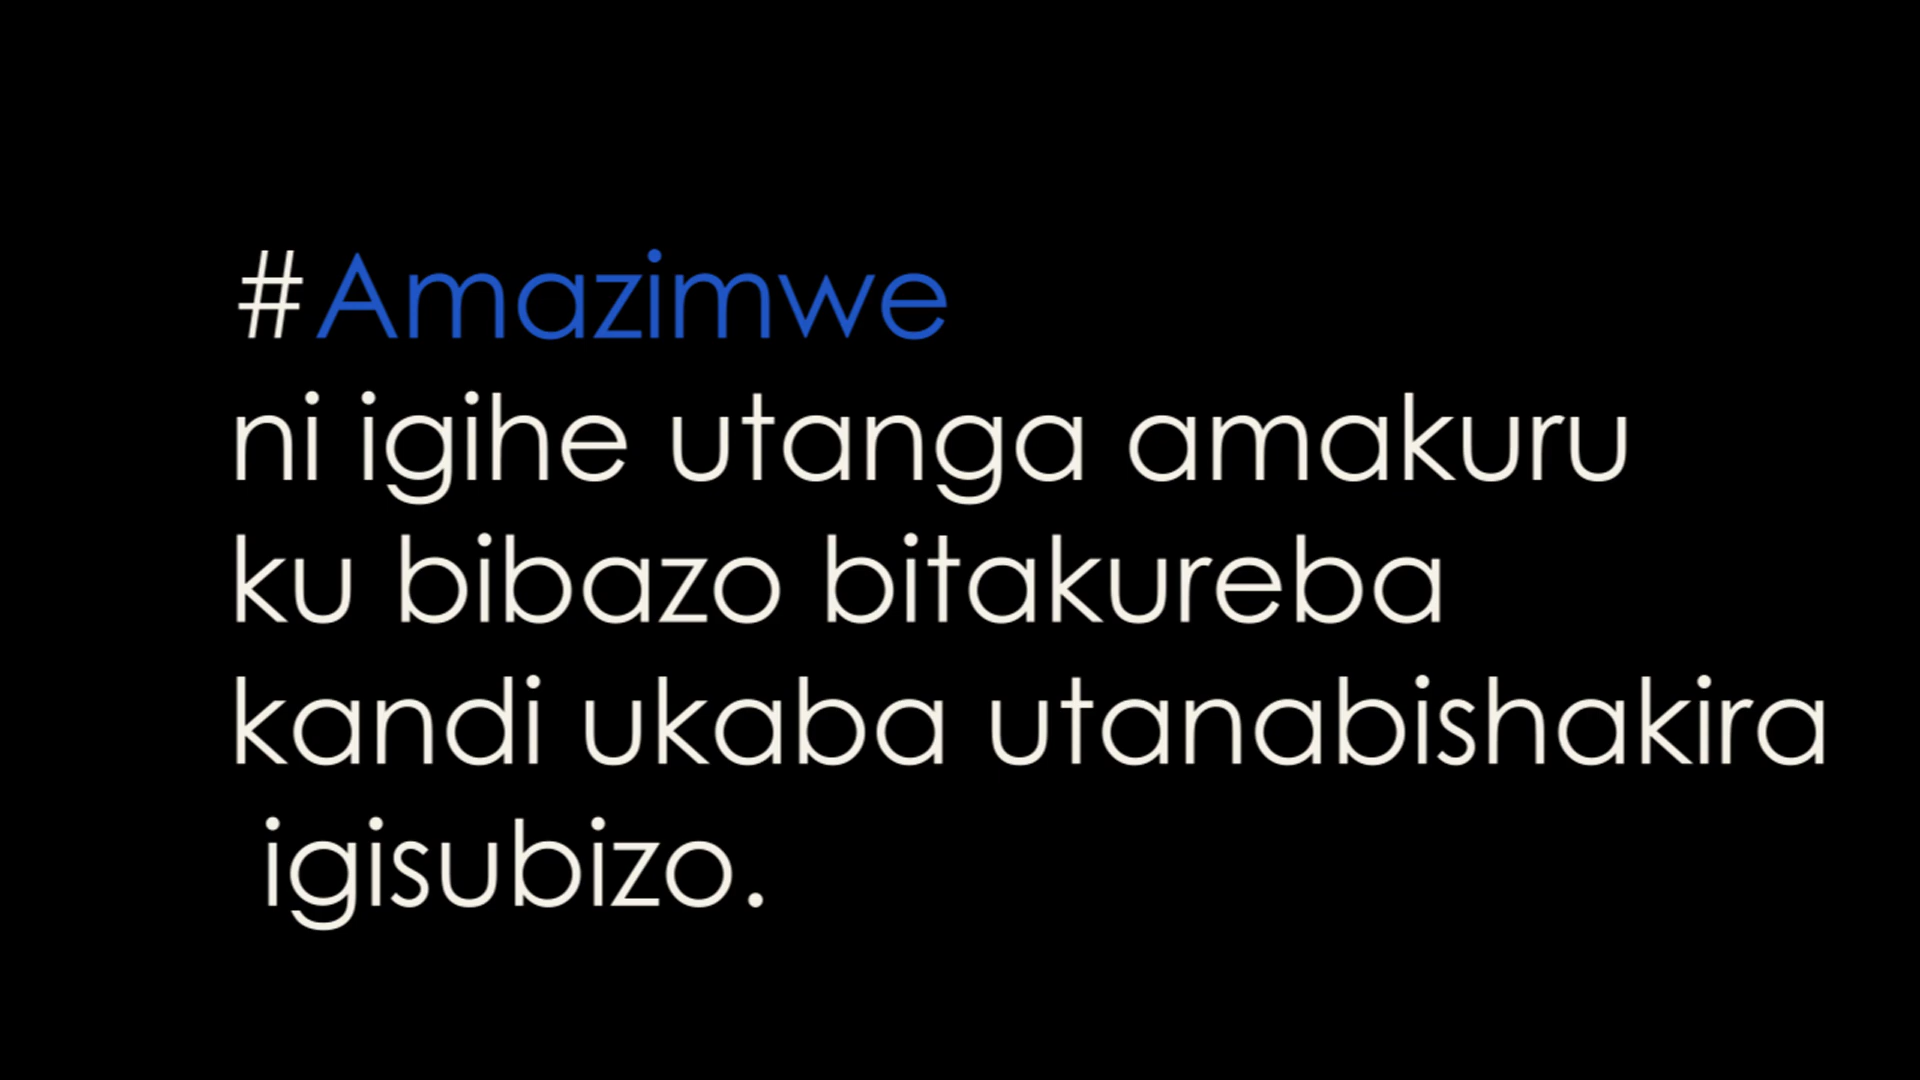 #Amazimwe
ni igihe utanga amakuru
ku bibazo bitakureba
kandi ukaba utanabishakira
igisubizo.